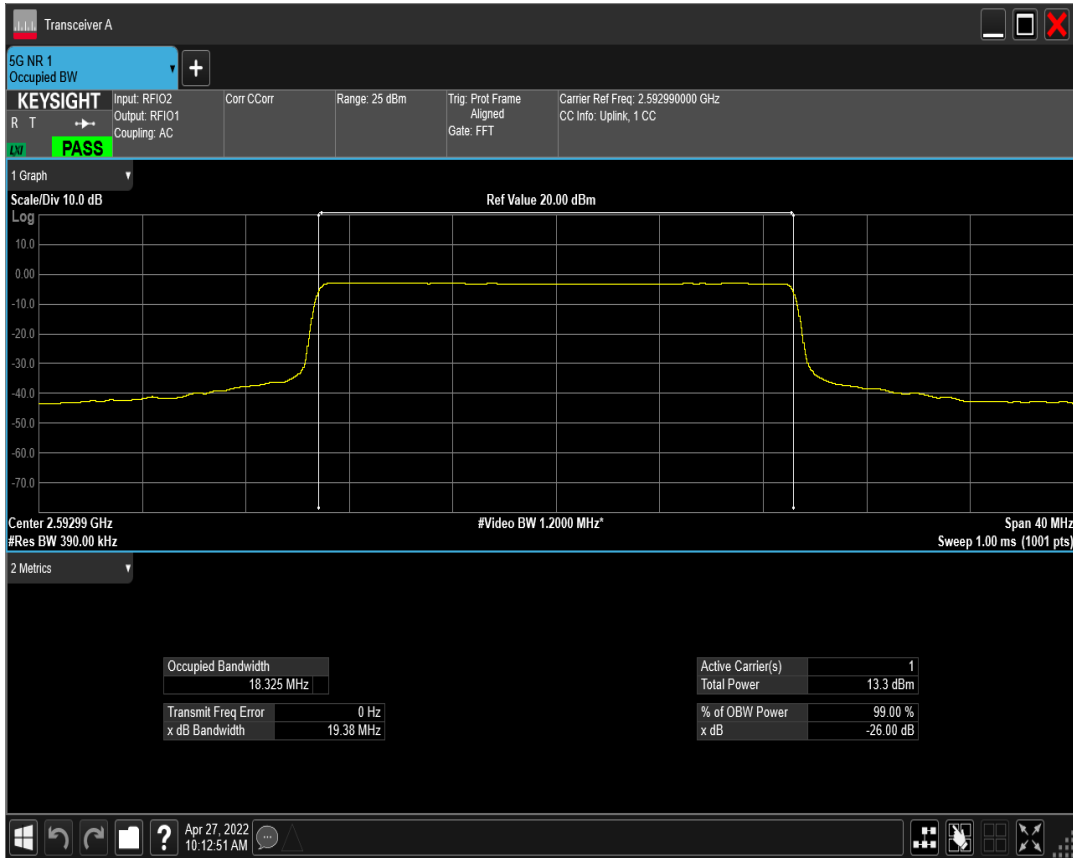 Transceiver A
5G NR 1
Occupied BW
+
KEYSIGHT
R T
LXI
PASS
Input: RFIO2
Output: RFIO1
Coupling: AC
Corr CCorr
Range: 25 dBm
Trig: Prot Frame
Aligned
Gate: FFT
Carrier Ref Freq: 2.592990000 GHz
CC Info: Uplink, 1 CC
1 Graph
Scale/Div 10.0 dB
Ref Value 20.00 dBm
Log
10.0
0.00
-10.0
-20.0
-30.0
-40.0
-50.0
-60.0
-70.0
Center 2.59299 GHz
#Video BW 1.2000 MHz*
Span 40 MHz
#Res BW 390.00 kHz
Sweep 1.00 ms (1001 pts)
2 Metrics
Occupied Bandwidth
18.325 MHz
Transmit Freq Error 0 Hz
x dB Bandwidth 19.38 MHz
Active Carrier(s) 1
Total Power 13.3 dBm
% of OBW Power 99.00 %
x dB -26.00 dB
?
Apr 27, 2022
10:12:51 AM